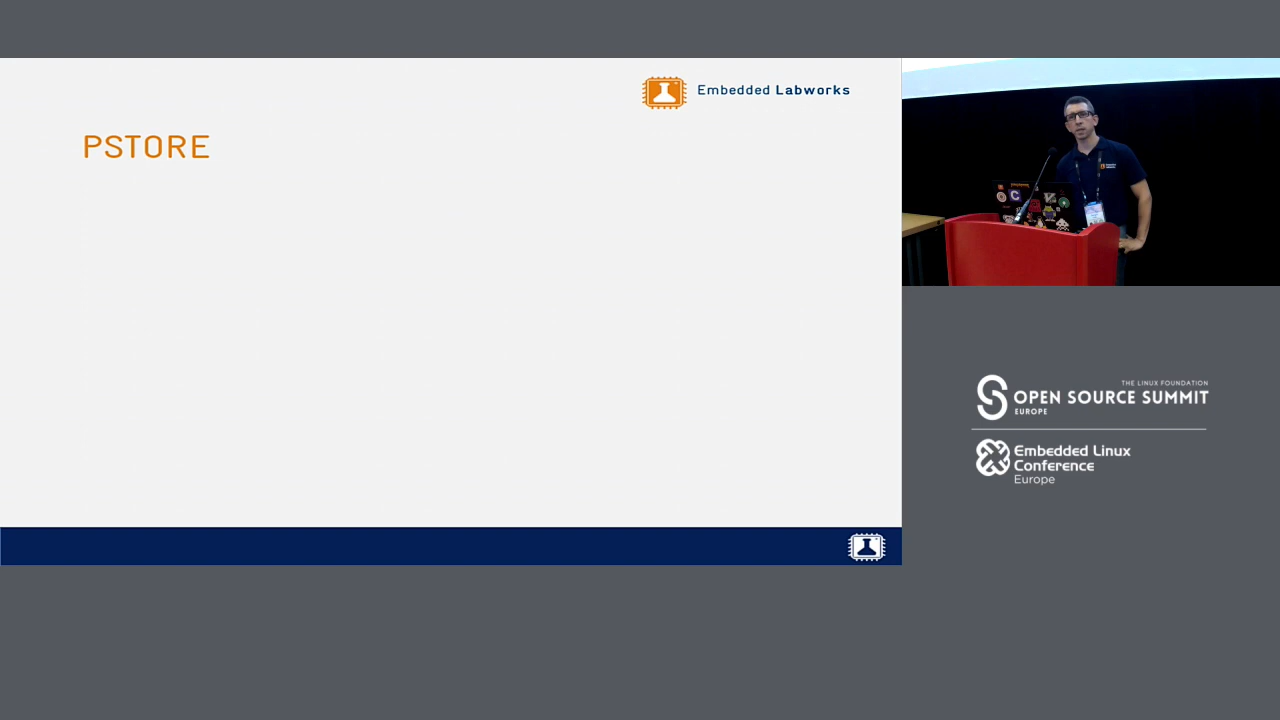 Embedded Labworks
PSTORE
THE LINUX FOUNDATION
OPEN SOURCE SUMMIT
EUROPE
Embedded Linux
Conference
Europe